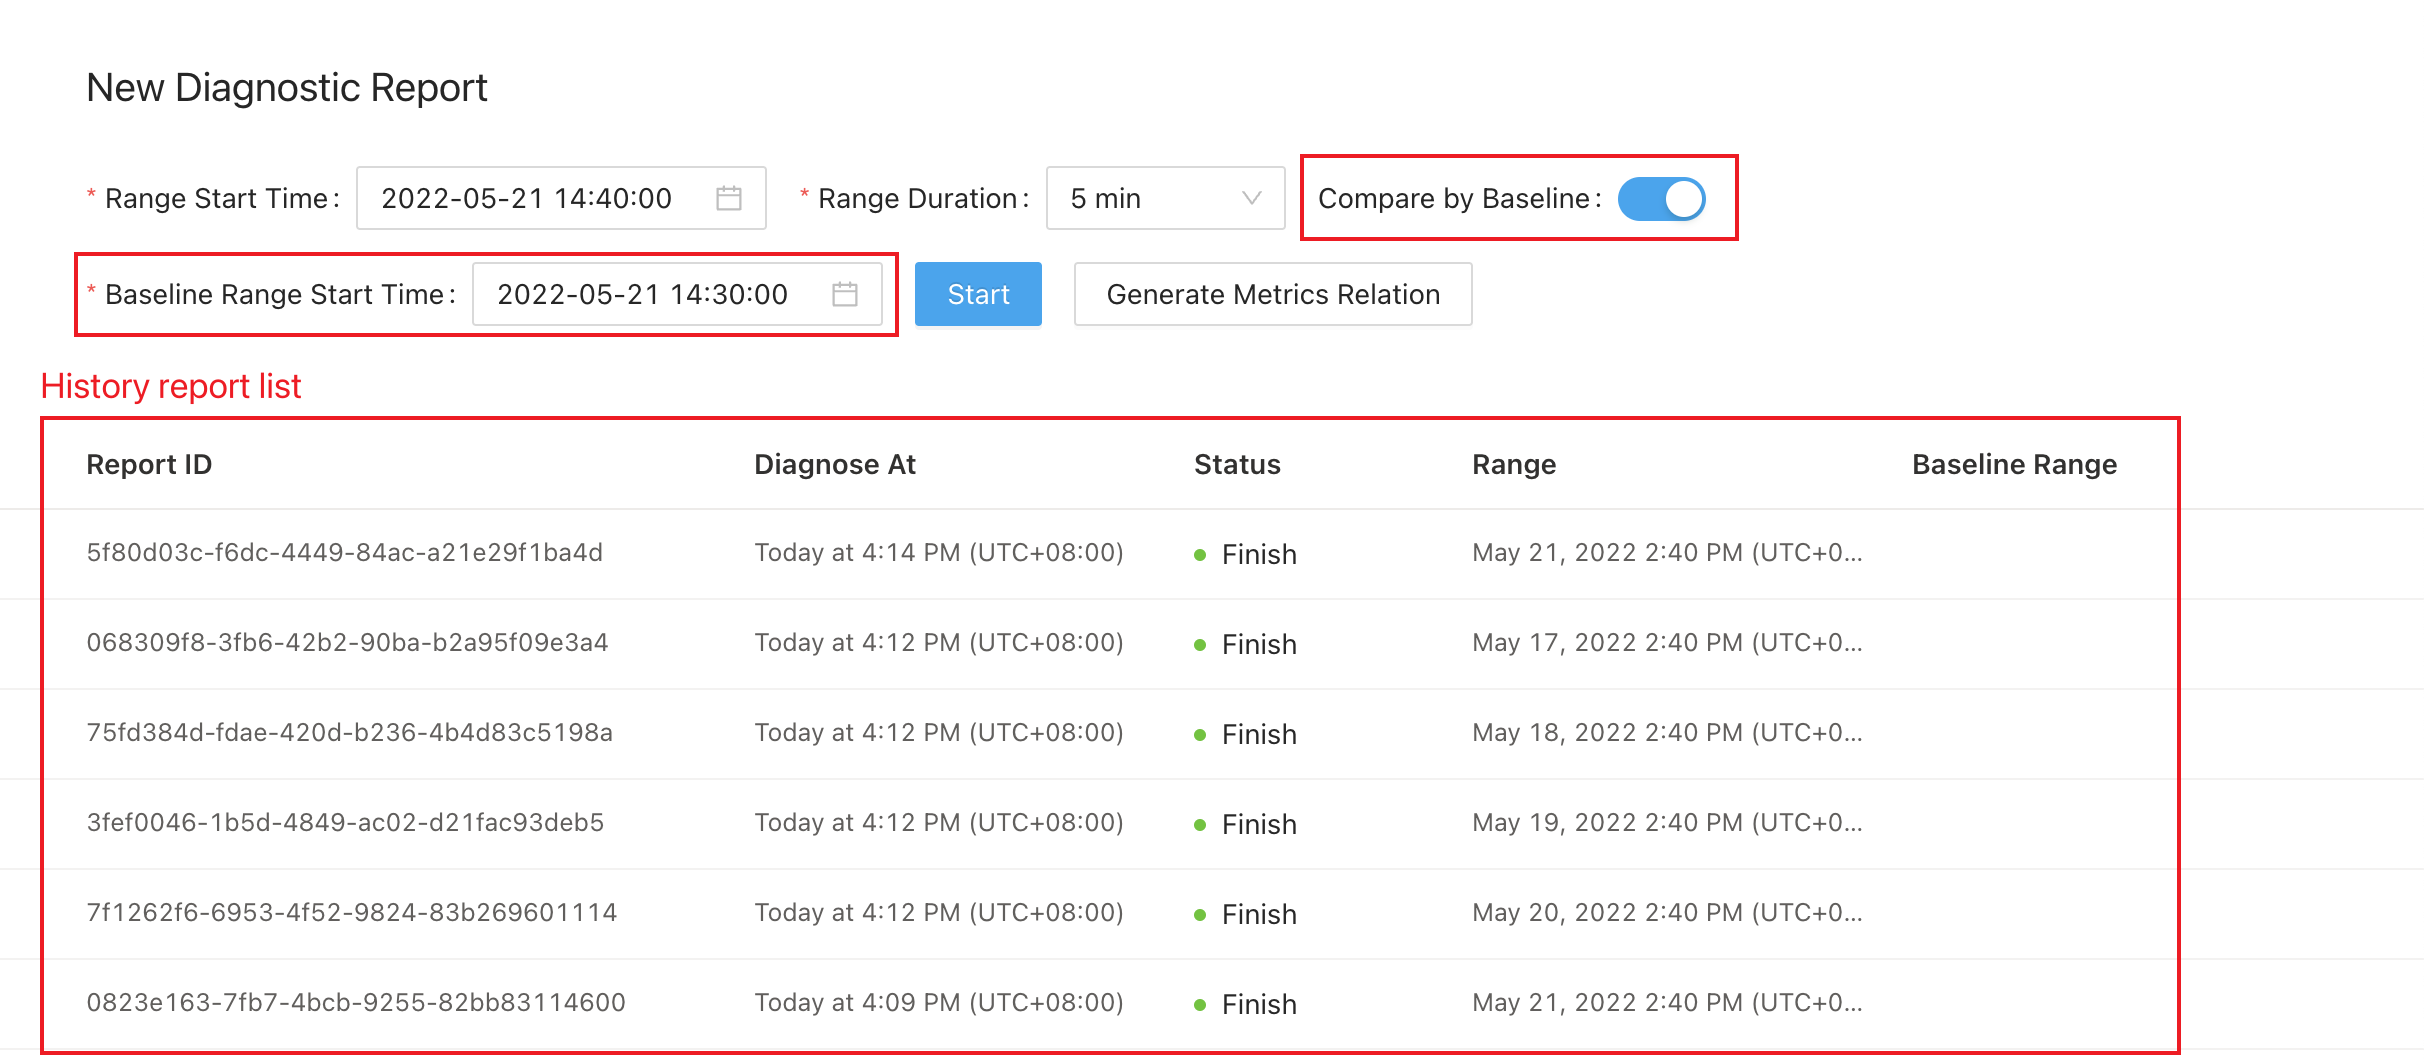 New Diagnostic Report
* Range Start Time: 2022-05-21 14:40:00 * Range Duration: 5 min Compare by Baseline:
* Baseline Range Start Time: 2022-05-21 14:30:00 Start Generate Metrics Relation
History report list
Report ID Diagnose At Status Range Baseline Range
5f80d03c-f6dc-4449-84ac-a21e29f1ba4d Today at 4:14 PM (UTC+08:00) Finish May 21, 2022 2:40 PM (UTC+0...
068309f8-3fb6-42b2-90ba-b2a95f09e3a4 Today at 4:12 PM (UTC+08:00) Finish May 17, 2022 2:40 PM (UTC+0...
75fd384d-fdae-420d-b236-4b4d83c5198a Today at 4:12 PM (UTC+08:00) Finish May 18, 2022 2:40 PM (UTC+0...
3fef0046-1b5d-4849-ac02-d21fac93deb5 Today at 4:12 PM (UTC+08:00) Finish May 19, 2022 2:40 PM (UTC+0...
7f1262f6-6953-4f52-9824-83b269601114 Today at 4:12 PM (UTC+08:00) Finish May 20, 2022 2:40 PM (UTC+0...
0823e163-7fb7-4bcb-9255-82bb83114600 Today at 4:09 PM (UTC+08:00) Finish May 21, 2022 2:40 PM (UTC+0...